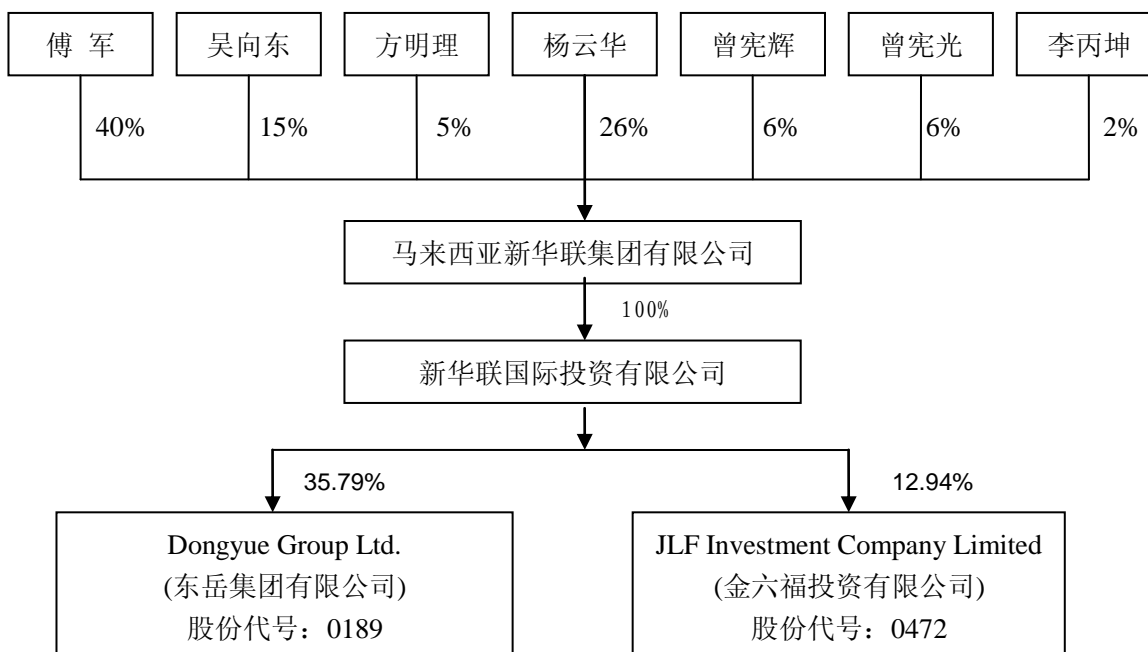 傅 军
吴向东
方明理
杨云华
曾宪辉
曾宪光
李丙坤
40%
15%
5%
26%
6%
6%
2%
马来西亚新华联集团有限公司
100%
新华联国际投资有限公司
35.79%
12.94%
Dongyue Group Ltd.
(东岳集团有限公司)
股份代号：0189
JLF Investment Company Limited
(金六福投资有限公司)
股份代号：0472